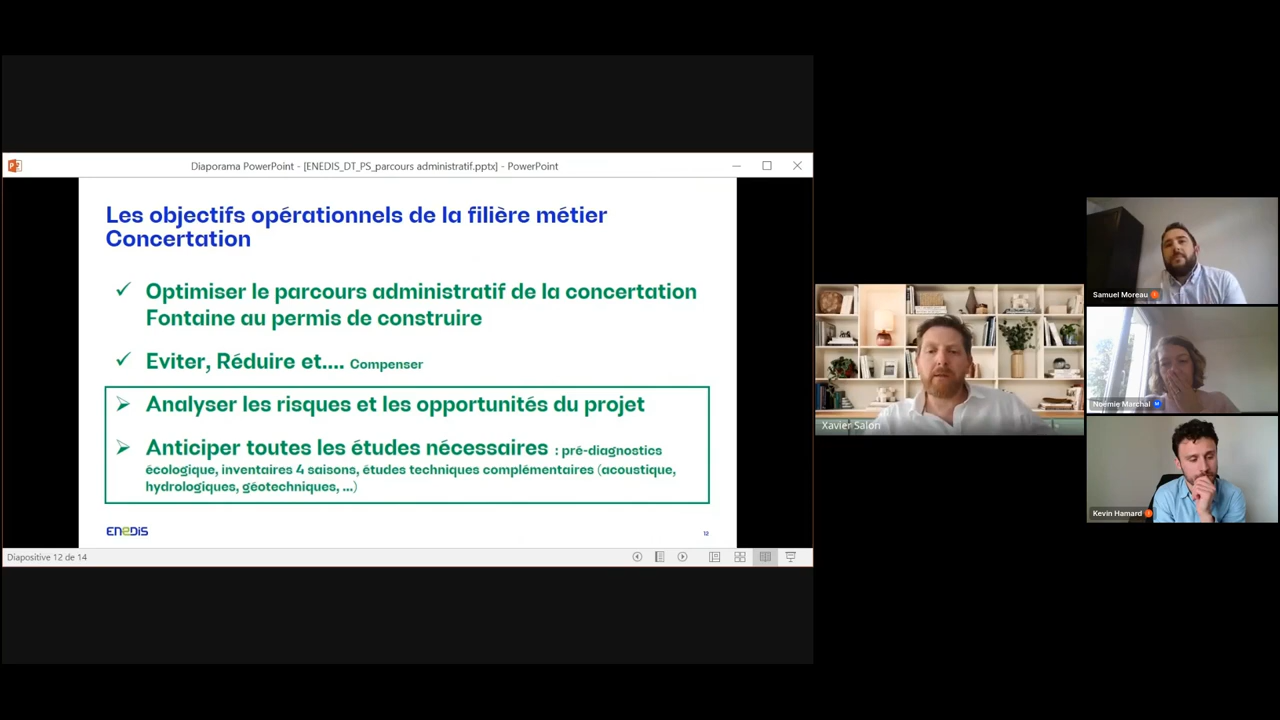 Diaporama PowerPoint - [ENEDIS_DT_PS_parcours administratif.pptx] - PowerPoint
Les objectifs opérationnels de la filière métier
Concertation
✓ Optimiser le parcours administratif de la concertation
Fontaine au permis de construire
✓ Eviter, Réduire et.... Compenser
➢ Analyser les risques et les opportunités du projet
➢ Anticiper toutes les études nécessaires : pré-diagnostics
écologique, inventaires 4 saisons, études techniques complémentaires (acoustique,
hydrologiques, géotechniques, ...)
ENEDIS
12
Diapositive 12 de 14
Xavier Salon
Samuel Moreau
Noémie Marchal
Kevin Hamard